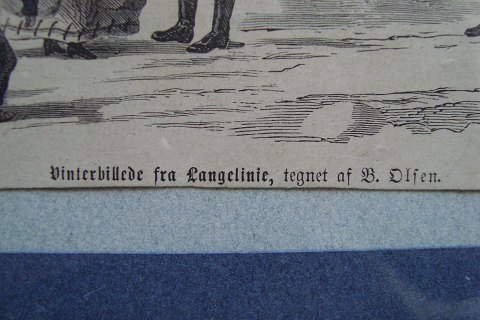 Vinterbillede fra Langelinie, tegnet af B. Olsen.